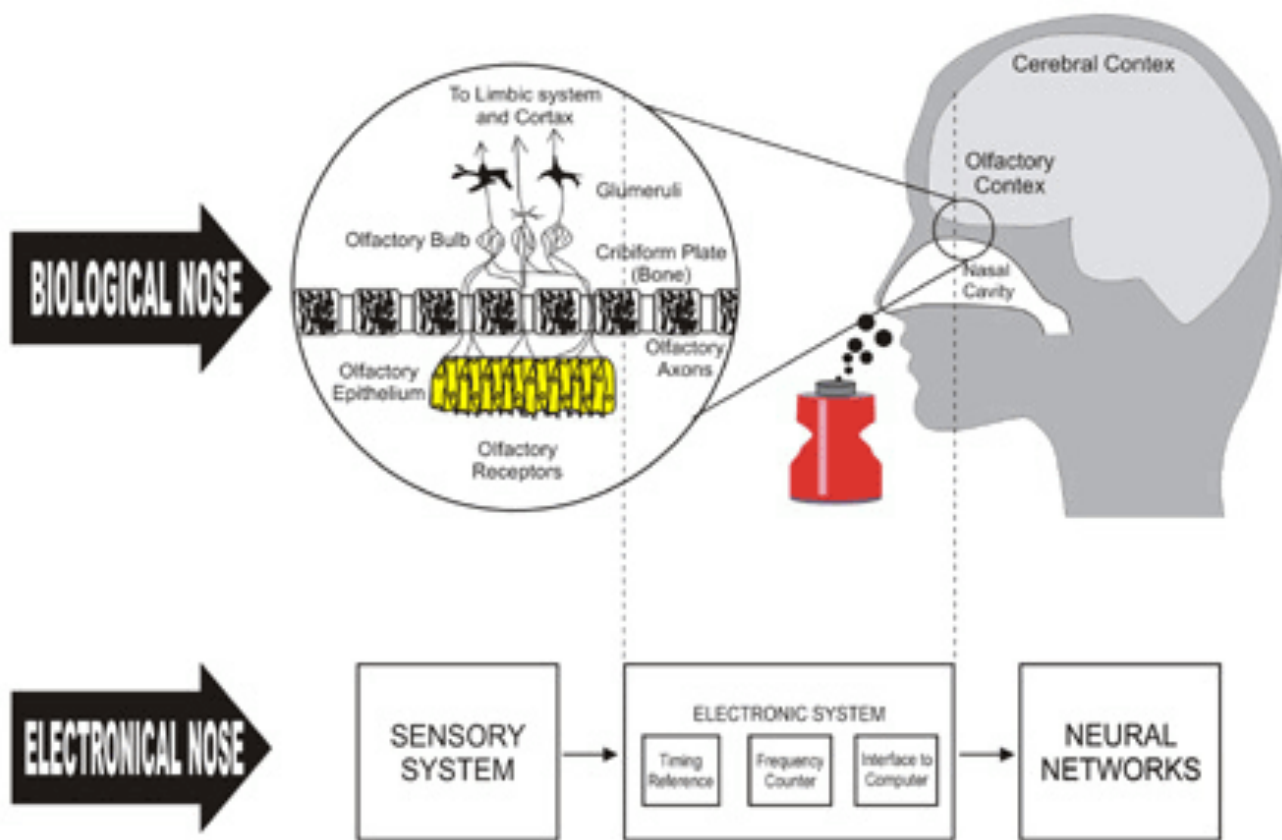 Cerebral Contex
To Limbic system
and Cortax
Glumeruli
Olfactory Bulb
Cribiform Plate
(Bone)
Olfactory
Contex
Nasal
Cavity
BIOLOGICAL NOSE
Olfactory
Axons
Olfactory
Epithelium
Olfactory
Receptors
ELECTRONICAL NOSE
SENSORY
SYSTEM
ELECTRONIC SYSTEM
Timing
Reference
Frequency
Counter
Interface to
Computer
NEURAL
NETWORKS